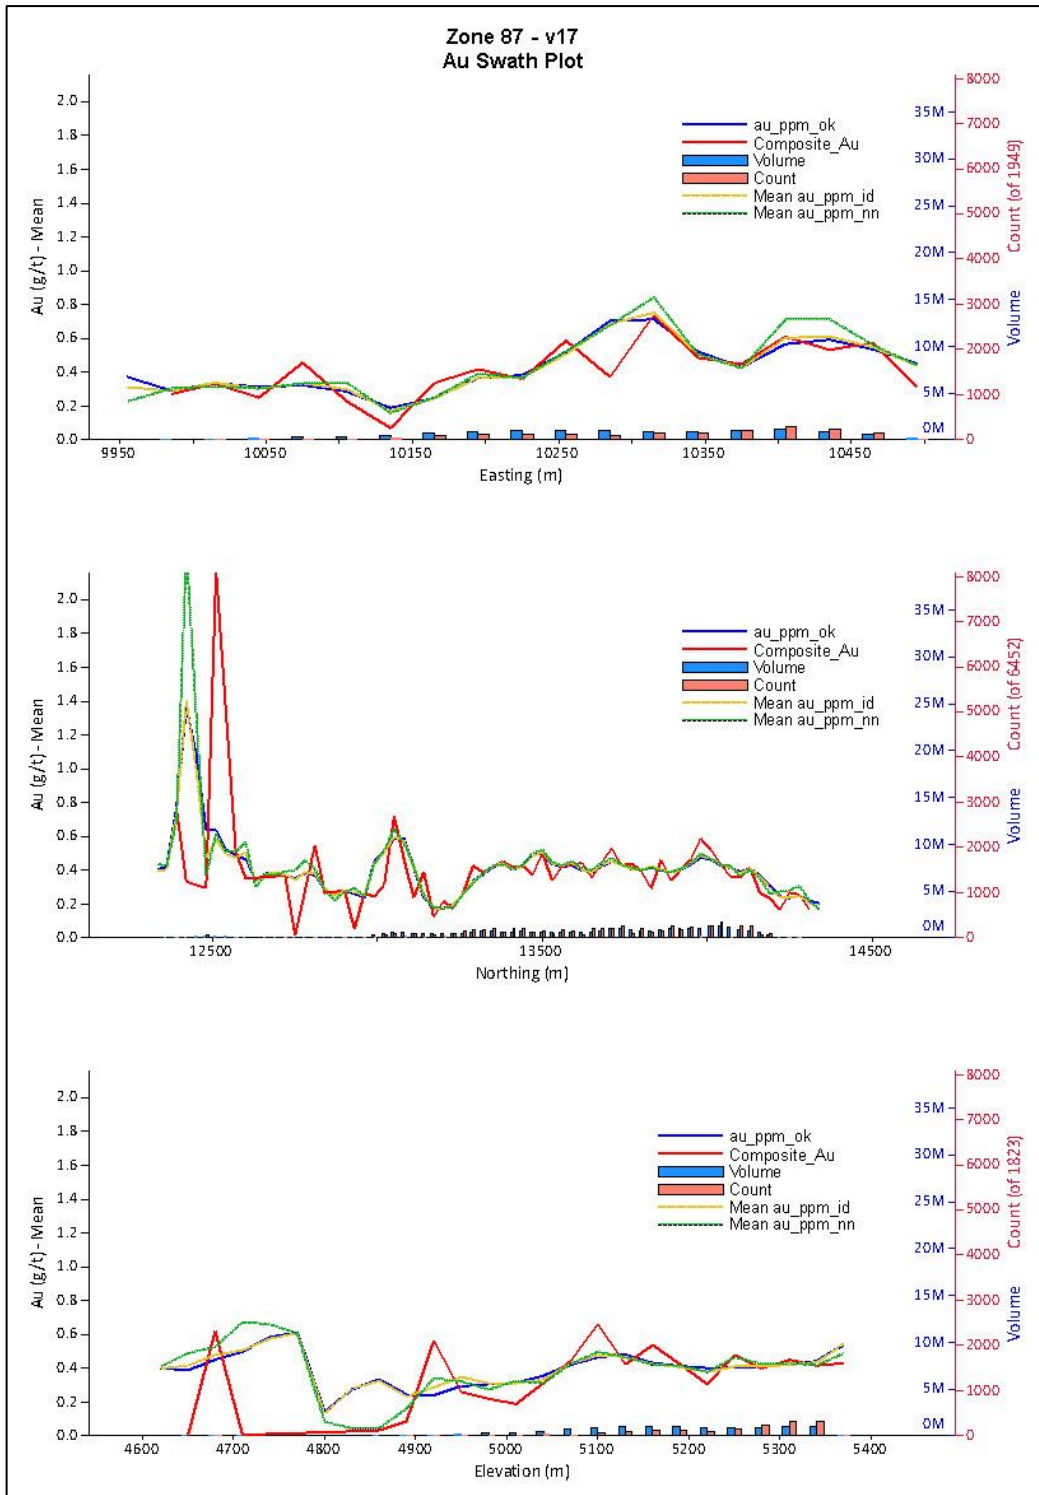 Zone 87 - v17
Au Swath Plot
2.0
1.8
1.6
1.4
1.2
1.0
0.8
0.6
0.4
0.2
0.0
Au (g/t) - Mean
au_ppm_ok
Composite_Au
Volume
Count
Mean au_ppm_id
Mean au_ppm_nn
35M
30M
25M
20M
15M
10M
5M
0M
Volume
8000
7000
6000
5000
4000
3000
2000
1000
0
Count (of 1949)
9950
10050
10150
10250
10350
10450
Easting (m)
2.0
1.8
1.6
1.4
1.2
1.0
0.8
0.6
0.4
0.2
0.0
Au (g/t) - Mean
au_ppm_ok
Composite_Au
Volume
Count
Mean au_ppm_id
Mean au_ppm_nn
35M
30M
25M
20M
15M
10M
5M
0M
Volume
8000
7000
6000
5000
4000
3000
2000
1000
0
Count (of 6452)
12500
13500
14500
Northing (m)
2.0
1.8
1.6
1.4
1.2
1.0
0.8
0.6
0.4
0.2
0.0
Au (g/t) - Mean
au_ppm_ok
Composite_Au
Volume
Count
Mean au_ppm_id
Mean au_ppm_nn
35M
30M
25M
20M
15M
10M
5M
0M
Volume
8000
7000
6000
5000
4000
3000
2000
1000
0
Count (of 1823)
4600
4700
4800
4900
5000
5100
5200
5300
5400
Elevation (m)